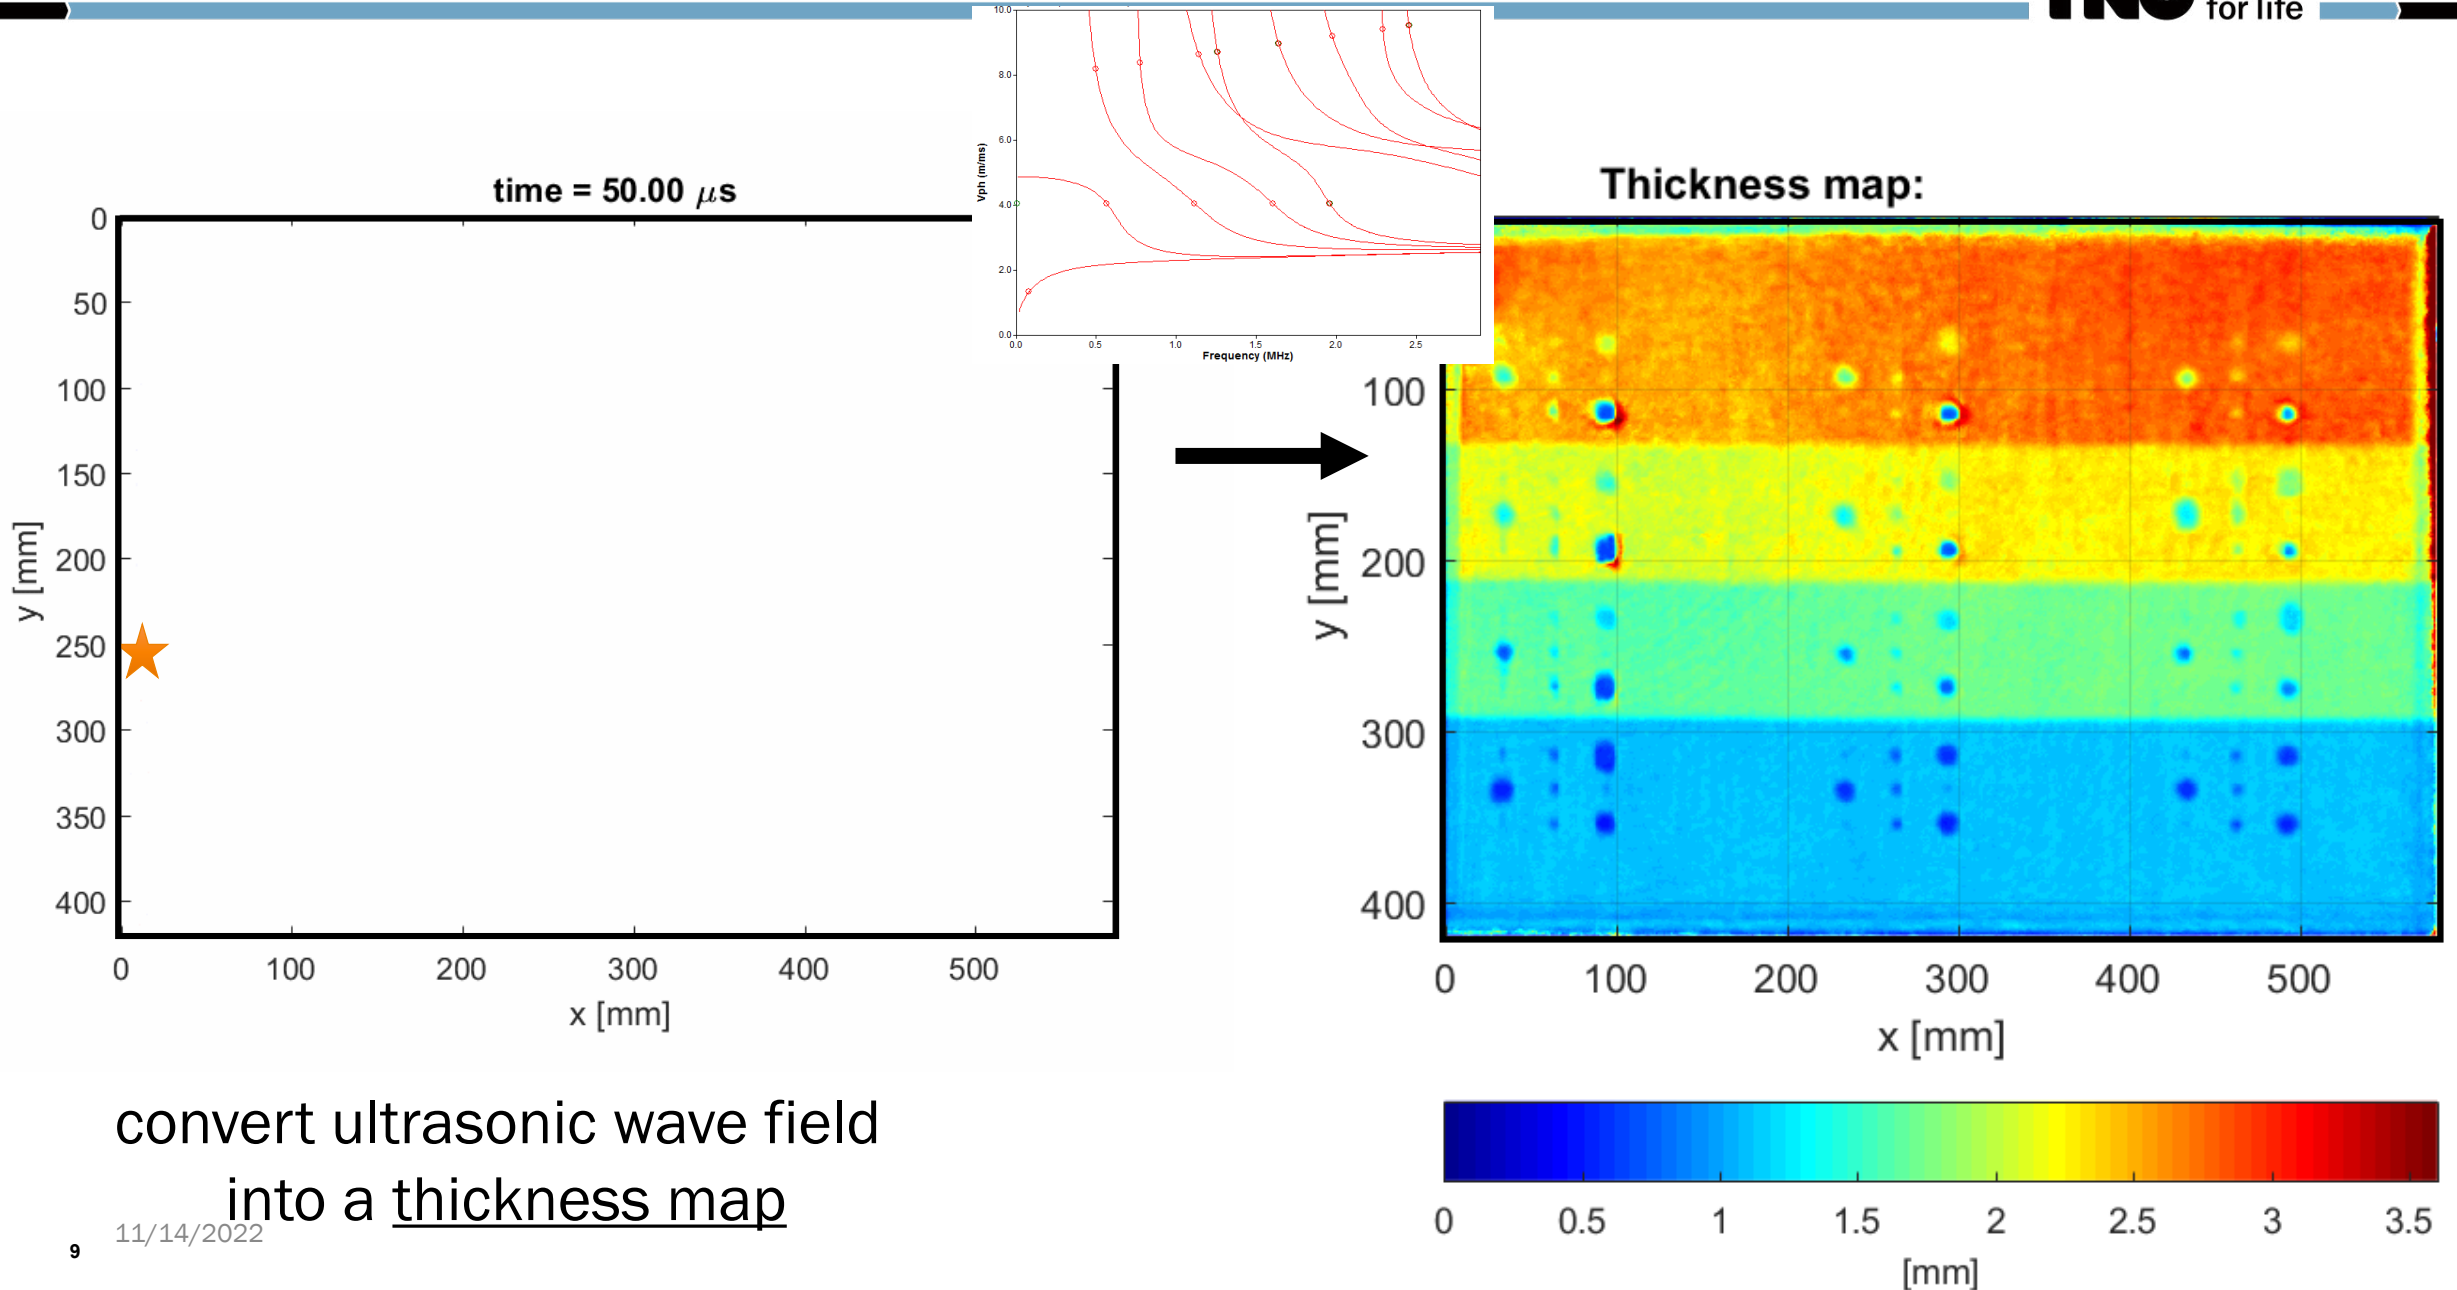 for life
10.0
8.0
6.0
4.0
2.0
0.0
Vph (m/ms)
0.0 0.5 1.0 1.5 2.0 2.5
Frequency (MHz)
time = 50.00 μs
0
50
100
150
200
250
300
350
400
y [mm]
0 100 200 300 400 500
x [mm]
Thickness map:
100
200
300
400
y [mm]
0 100 200 300 400 500
x [mm]
0 0.5 1 1.5 2 2.5 3 3.5
[mm]
convert ultrasonic wave field
into a thickness map
11/14/2022
9